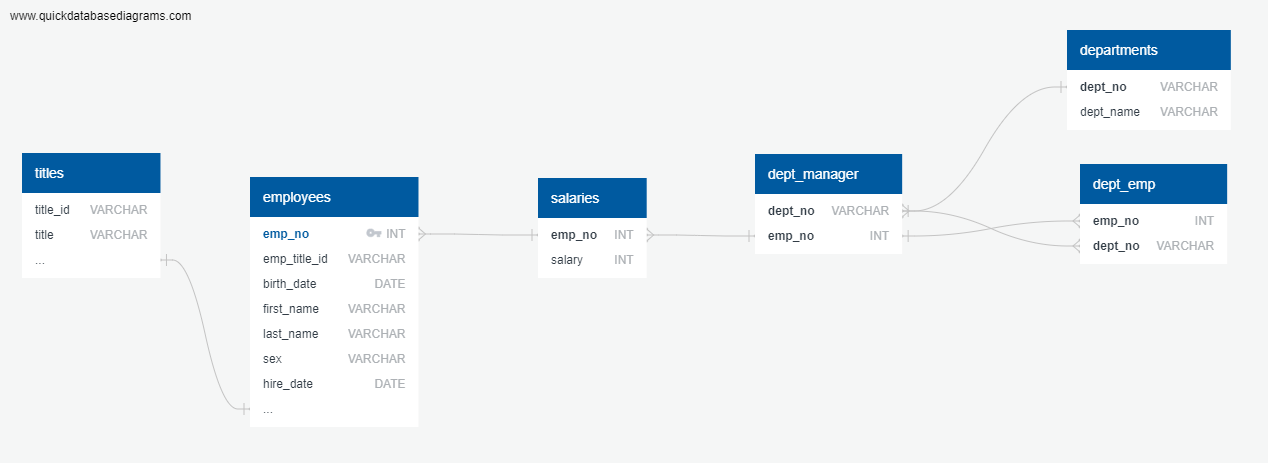 www.quickdatabasediagrams.com
titles
title_id VARCHAR
title VARCHAR
...
employees
emp_no INT
emp_title_id VARCHAR
birth_date DATE
first_name VARCHAR
last_name VARCHAR
sex VARCHAR
hire_date DATE
...
salaries
emp_no INT
salary INT
dept_manager
dept_no VARCHAR
emp_no INT
departments
dept_no VARCHAR
dept_name VARCHAR
dept_emp
emp_no INT
dept_no VARCHAR